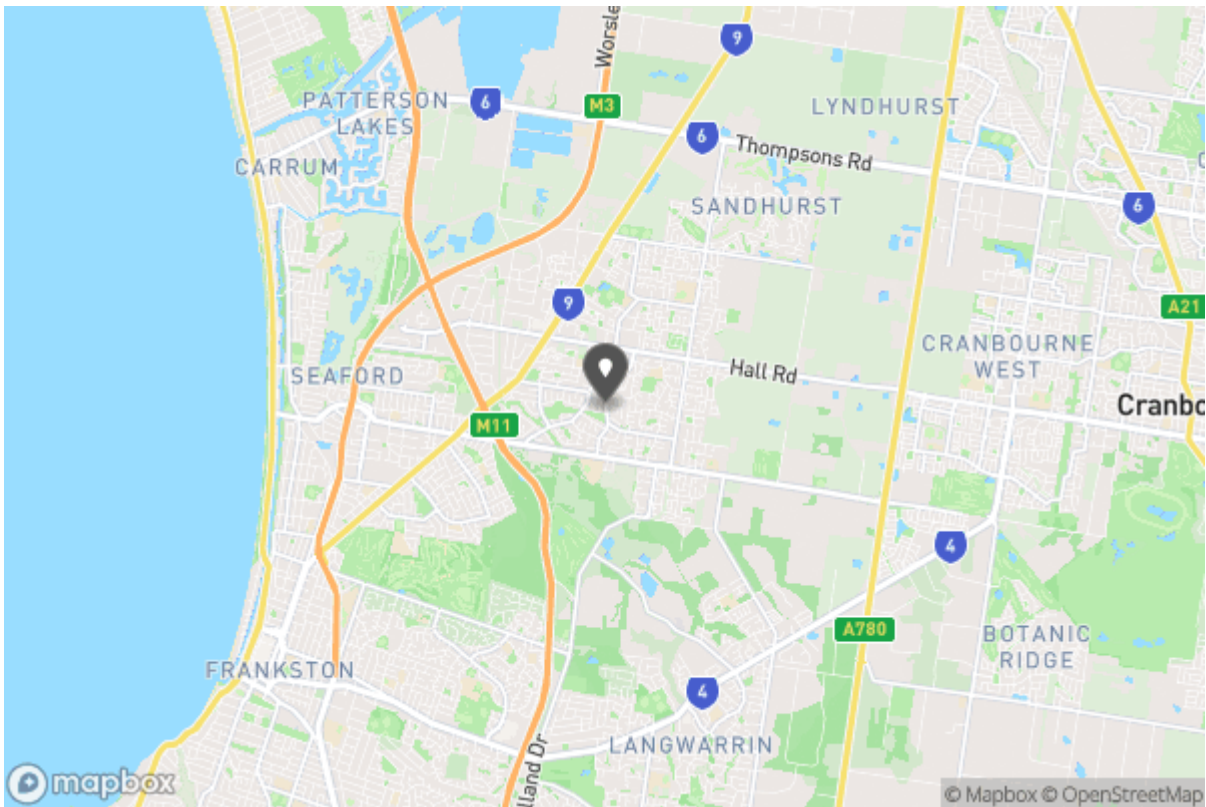 9
Worsle
PATTERSON
LAKES
6
M3
LYNDHURST
6
Thompsons Rd
CARRUM
SANDHURST
6
9
A21
CRANBOURNE
WEST
SEAFORD
Hall Rd
Cranbo
M11
4
A780
BOTANIC
RIDGE
FRANKSTON
4
LANGWARRIN
lland Dr
mapbox
© Mapbox © OpenStreetMap